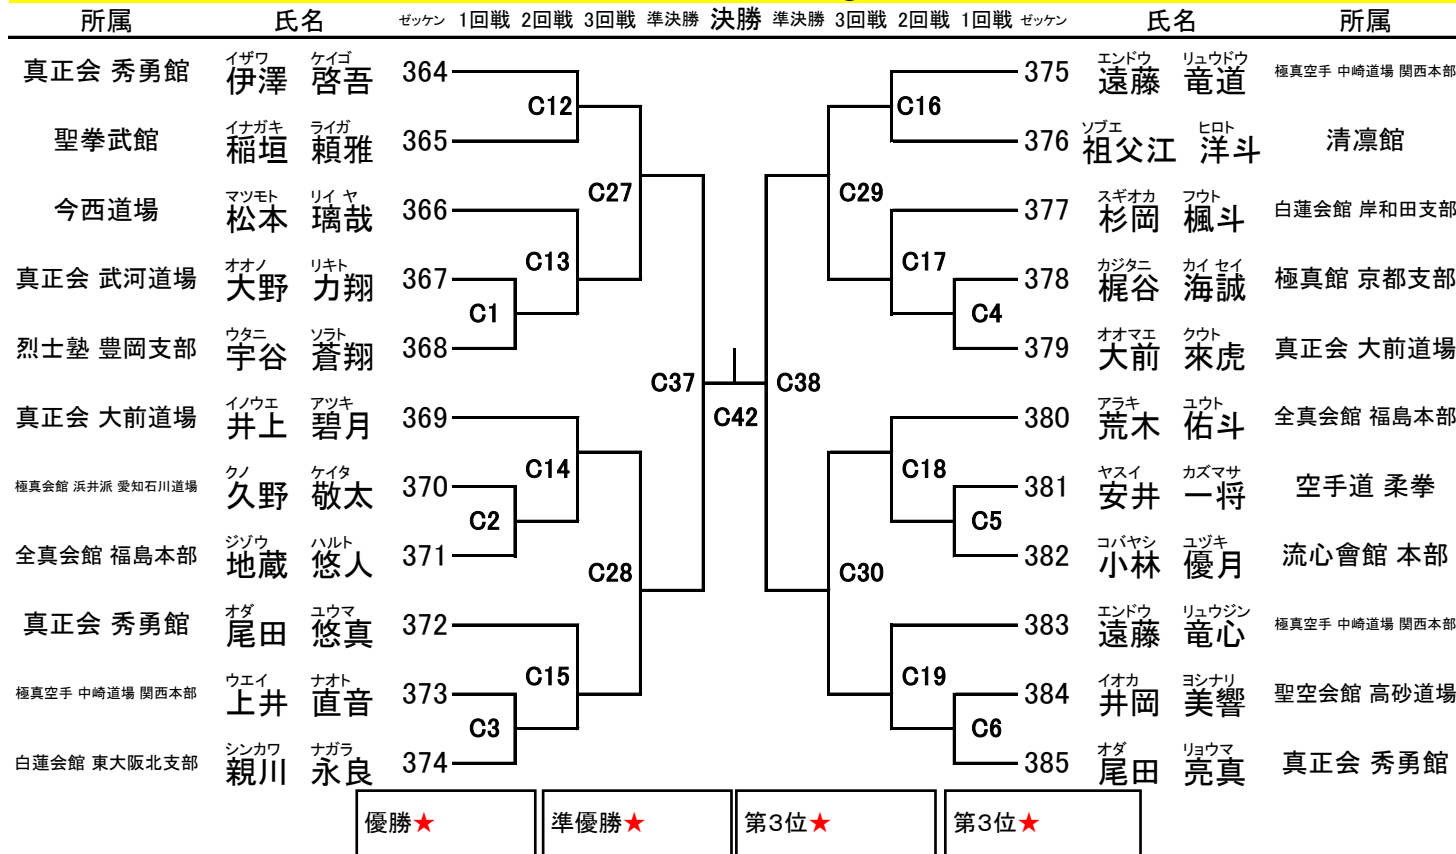 所属 氏名 ゼッケン 1回戦 2回戦 3回戦 準決勝 決勝 準決勝 3回戦 2回戦 1回戦 ゼッケン 氏名 所属
イザワ ケイゴ エンドウ リュウドウ
真正会 秀勇館 伊澤 啓吾 364 375 遠藤 竜道 極真空手 中崎道場 関西本部
C12 C16
イナガキ ライガ ソブエ ヒロト
聖拳武館 稲垣 頼雅 365 376 祖父江 洋斗 清凛館
C27 C29
マツモト リイ ヤ スギオカ フウト
今西道場 松本 璃哉 366 377 杉岡 楓斗 白蓮会館 岸和田支部
C13 C17
オオノ リキト カジタニ カイ セイ
真正会 武河道場 大野 力翔 367 378 梶谷 海誠 極真館 京都支部
C1 C4
ウタニ ソラト オオマエ クウト
烈士塾 豊岡支部 宇谷 蒼翔 368 379 大前 來虎 真正会 大前道場
C37 C38
C42
イノウエ アツキ アラキ ユウト
真正会 大前道場 井上 碧月 369 380 荒木 佑斗 全真会館 福島本部
C14 C18
クノ ケイタ ヤスイ カズマサ
極真会館 浜井派 愛知石川道場 久野 敬太 370 381 安井 一将 空手道 柔拳
C2 C5
ジゾウ ハルト コバヤシ ユヅキ
全真会館 福島本部 地蔵 悠人 371 382 小林 優月 流心會館 本部
C28 C30
オダ ユウマ エンドウ リュウジン
真正会 秀勇館 尾田 悠真 372 383 遠藤 竜心 極真空手 中崎道場 関西本部
C15 C19
ウエイ ナオト イオカ ヨシナリ
極真空手 中崎道場 関西本部 上井 直音 373 384 井岡 美響 聖空会館 高砂道場
C3 C6
シンカワ ナガラ オダ リョウマ
白蓮会館 東大阪北支部 親川 永良 374 385 尾田 亮真 真正会 秀勇館
優勝★ 準優勝★ 第3位★ 第3位★